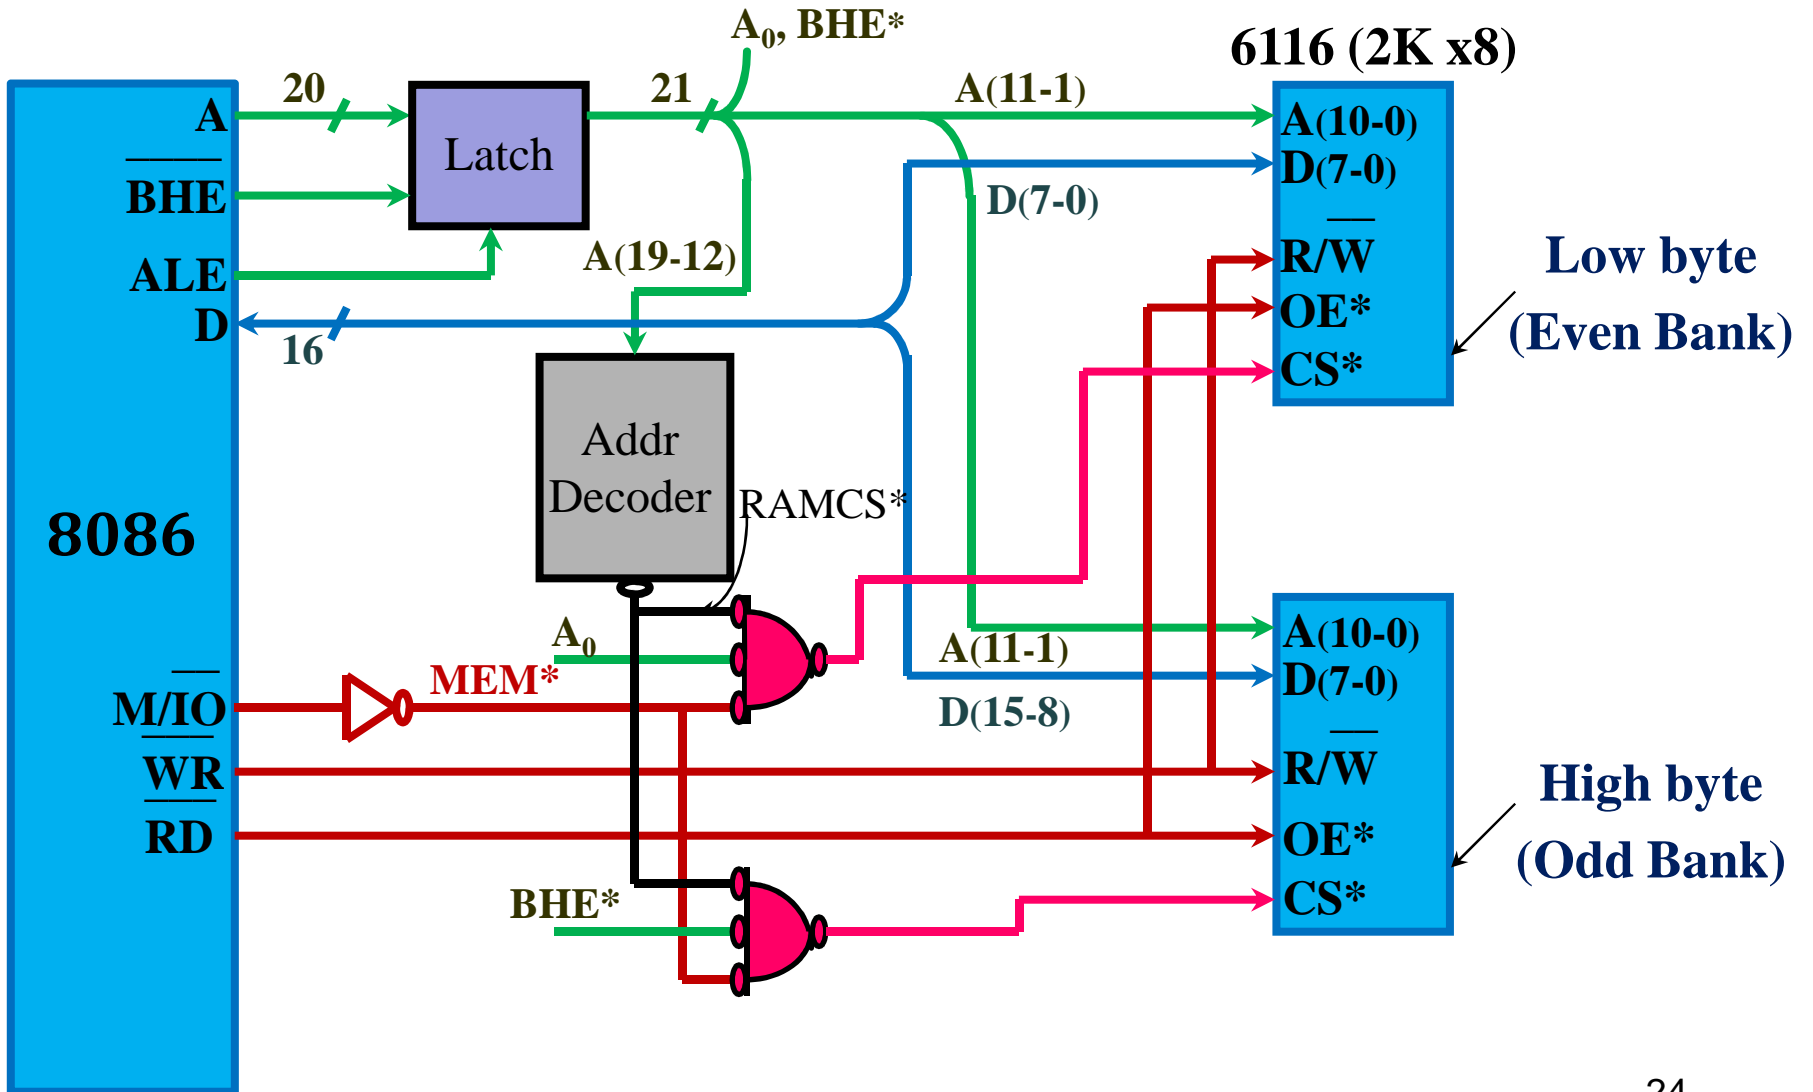 A₀, BHE*
6116 (2K x8)
20
21
A(11-1)
A
Latch
A(10-0)
D(7-0)
BHE
D(7-0)
A(19-12)
R/W
Low byte
ALE
D
OE*
(Even Bank)
16
CS*
Addr
Decoder
RAMCS*
8086
A₀
A(11-1)
A(10-0)
MEM*
D(7-0)
M/IO
D(15-8)
WR
R/W
High byte
RD
OE*
(Odd Bank)
BHE*
CS*
24